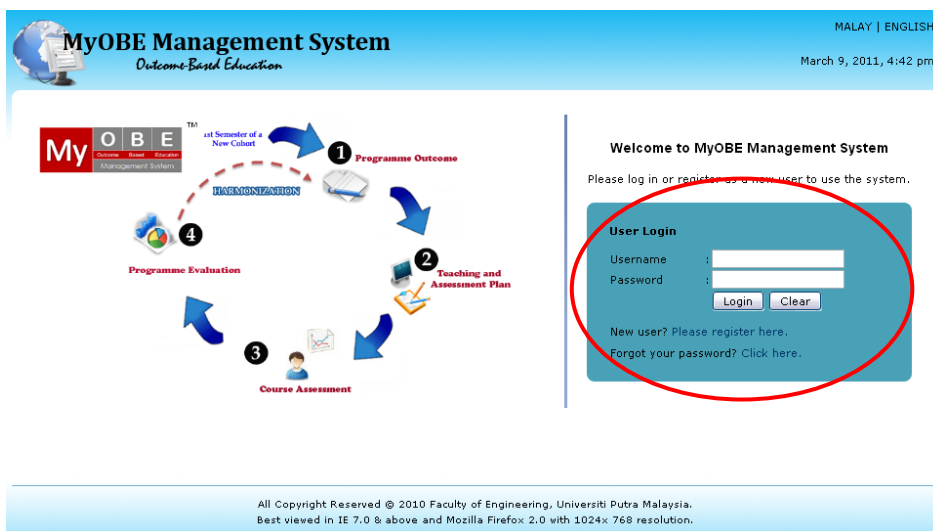 MyOBE Management System
Outcome-Based Education
MALAY | ENGLISH
March 9, 2011, 4:42 pm
My OBE TM
Outcome Based Education
Management System
1st Semester of a
New Cohort
1 Programme Outcome
HARMONIZATION
2 Teaching and
Assessment Plan
3
Course Assessment
4
Programme Evaluation
Welcome to MyOBE Management System
Please log in or register as a new user to use the system.
User Login
Username :
Password :
Login Clear
New user? Please register here.
Forgot your password? Click here.
All Copyright Reserved © 2010 Faculty of Engineering, Universiti Putra Malaysia.
Best viewed in IE 7.0 & above and Mozilla Firefox 2.0 with 1024x 768 resolution.